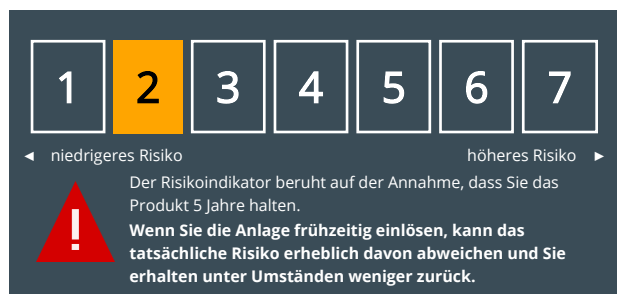 1 2 3 4 5 6 7
◄ niedrigeres Risiko höheres Risiko ►
!
Der Risikoindikator beruht auf der Annahme, dass Sie das
Produkt 5 Jahre halten.
Wenn Sie die Anlage frühzeitig einlösen, kann das
tatsächliche Risiko erheblich davon abweichen und Sie
erhalten unter Umständen weniger zurück.